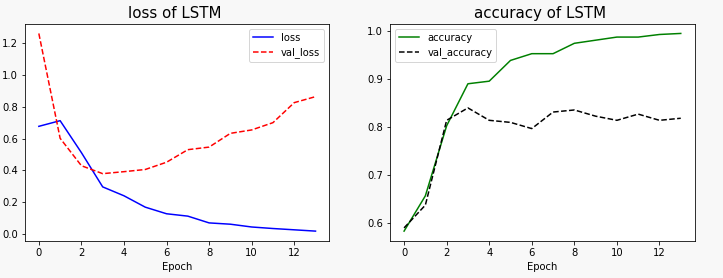 loss of LSTM
1.2
1.0
0.8
0.6
0.4
0.2
0.0
loss
val_loss
0 2 4 6 8 10 12
Epoch
accuracy of LSTM
1.0
0.9
0.8
0.7
0.6
accuracy
val_accuracy
0 2 4 6 8 10 12
Epoch